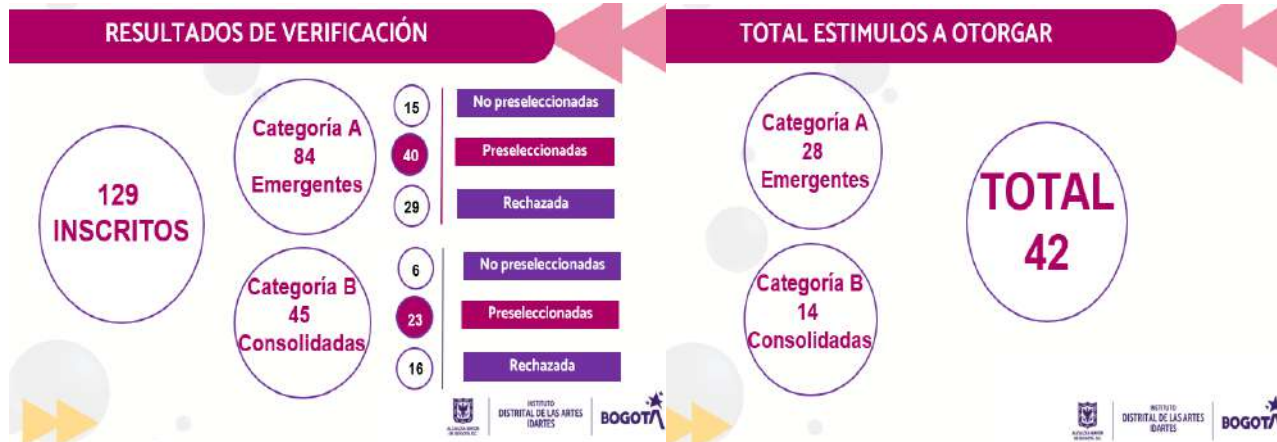 RESULTADOS DE VERIFICACIÓN
129
INSCRITOS
Categoría A
84
Emergentes
15
No preseleccionadas
40
Preseleccionadas
29
Rechazada
Categoría B
45
Consolidadas
6
No preseleccionadas
23
Preseleccionadas
16
Rechazada
INSTITUTO
DISTRITAL DE LAS ARTES
IDARTES
BOGOTÁ
TOTAL ESTIMULOS A OTORGAR
Categoría A
28
Emergentes
Categoría B
14
Consolidadas
TOTAL
42
INSTITUTO
DISTRITAL DE LAS ARTES
IDARTES
BOGOTÁ